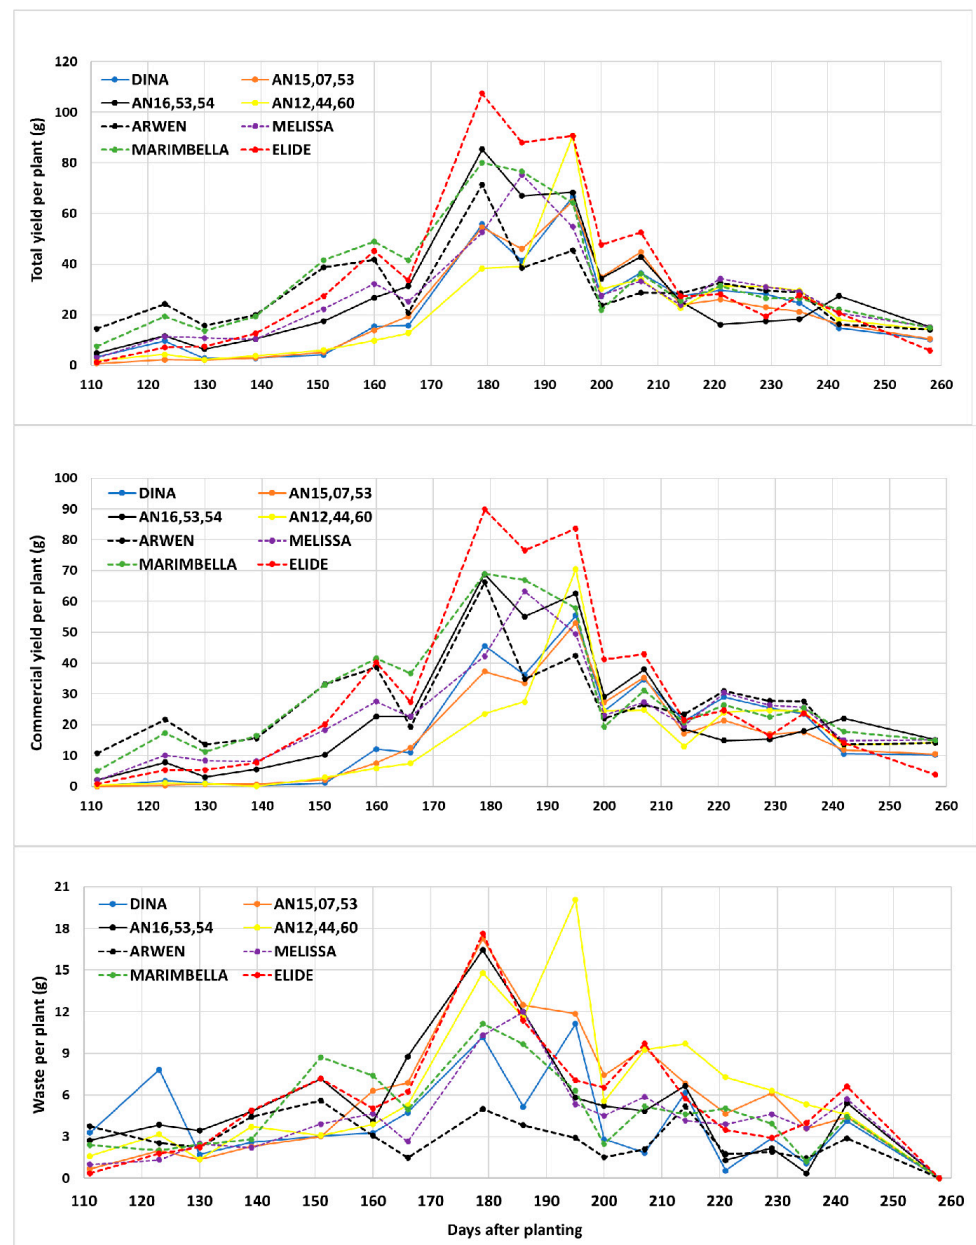 120
100
80
60
40
20
0
Total yield per plant (g)
DINA AN15,07,53
AN16,53,54 AN12,44,60
ARWEN MELISSA
MARIMBELLA ELIDE
110 120 130 140 150 160 170 180 190 200 210 220 230 240 250 260
100
90
80
70
60
50
40
30
20
10
0
Commercial yield per plant (g)
DINA AN15,07,53
AN16,53,54 AN12,44,60
ARWEN MELISSA
MARIMBELLA ELIDE
110 120 130 140 150 160 170 180 190 200 210 220 230 240 250 260
21
18
15
12
9
6
3
0
Waste per plant (g)
DINA AN15,07,53
AN16,53,54 AN12,44,60
ARWEN MELISSA
MARIMBELLA ELIDE
110 120 130 140 150 160 170 180 190 200 210 220 230 240 250 260
Days after planting